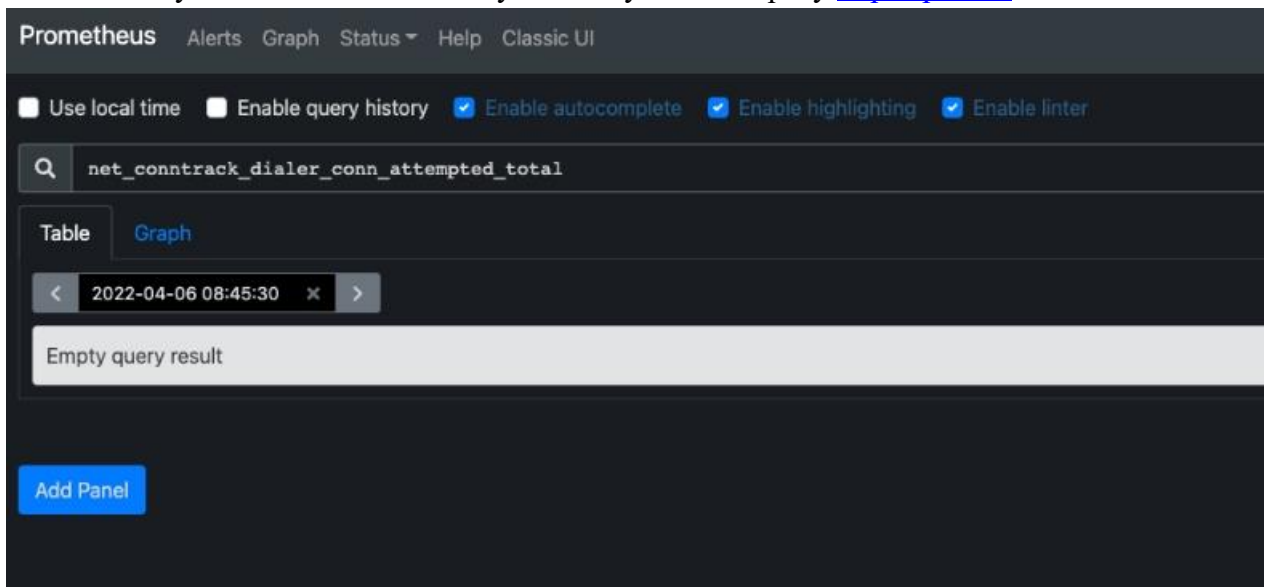 Prometheus Alerts Graph Status Help Classic UI
Use local time Enable query history Enable autocomplete Enable highlighting Enable linter
net_conntrack_dialer_conn_attempted_total
Table Graph
< 2022-04-06 08:45:30 × >
Empty query result
Add Panel